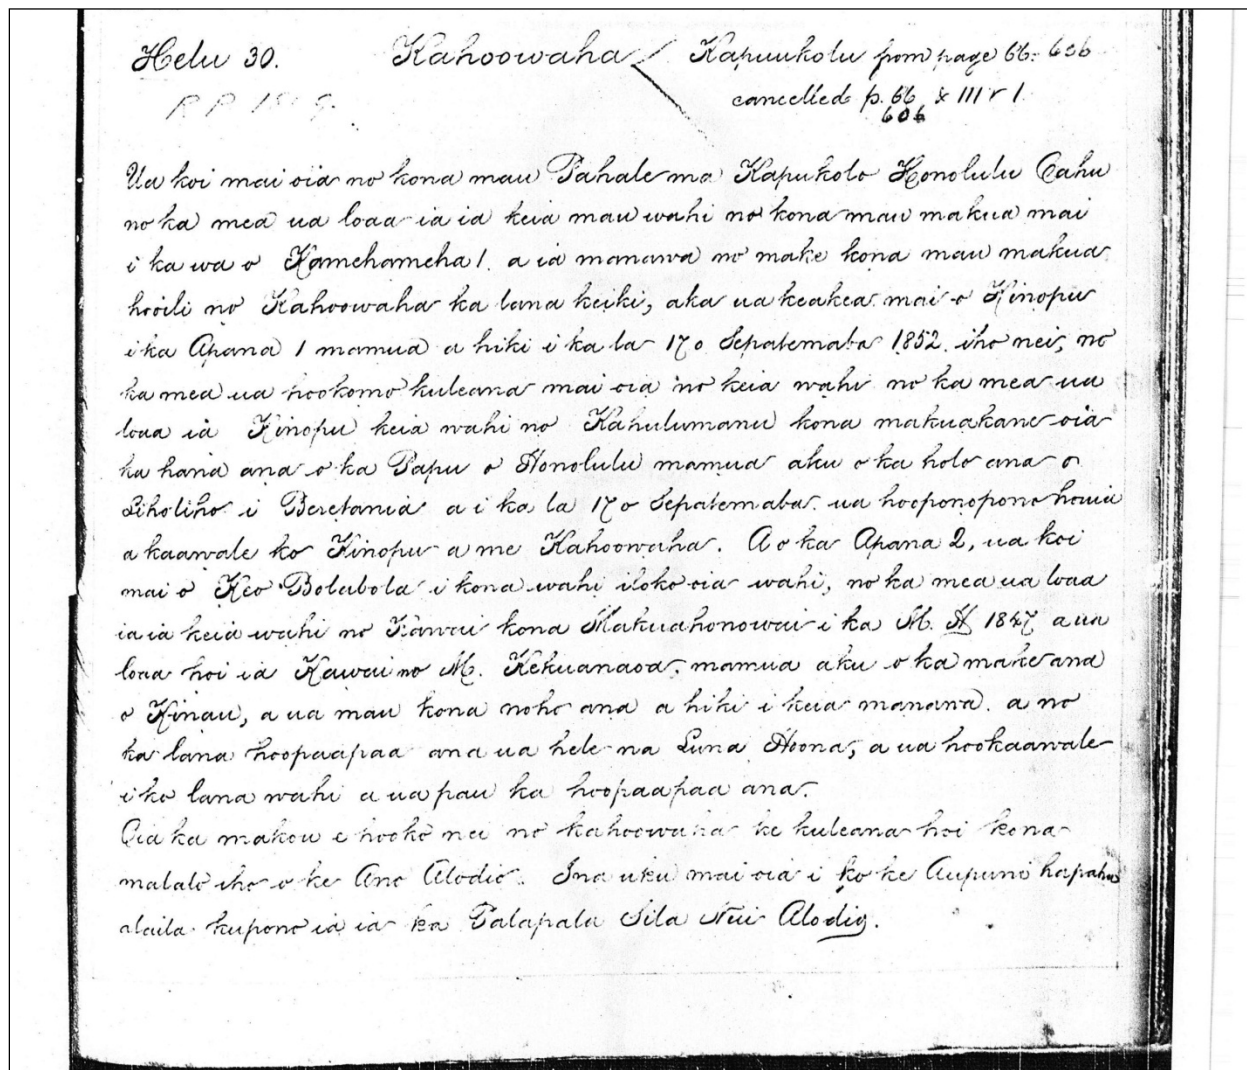 Helu 30. Kahoowaha Kapuukolu from page 66. 606
R P 1819.
cancelled p. 66 & III v 1.
606
Ua koi mai oia no kona mau Pahale ma Kapukolo Honolulu Oahu
no ka mea ua loaa ia ia keia mau wahi no kona mau makua mai
i ka wa o Kamehameha 1. a ia manawa no make kona mau makua
hooili no Kahoowaha ka lana keiki, aka ua keakea mai o Kinopu
i ka Apana 1 mamua a hiki i ka la 17 o Sepatemaba 1852. iho nei, no
ka mea ua hookomo kuleana mai oia no keia wahi no ka mea ua
loaa ia Kinopu keia wahi no Kahulumanu kona makuakane oia
ka hana ana o ka Papu o Honolulu mamua aku o ka holo ana o
Liholiho i Beretania a i ka la 17 o Sepatemaba ua hooponopono houia
a kaawale ko Kinopu a me Kahoowaha. A o ka Apana 2, ua koi
mai o Keo Bolabola i kona wahi iloko oia wahi, no ka mea ua loaa
ia ia keia wahi no Kawai kona Makuahonowai i ka M. H 1847 a ua
loaa hoi ia Kawai no M. Kekuanaoa, mamua aku o ka make ana
o Kinau, a ua mau kona noho ana a hiki i keia manawa. a no
ka lana hoopaapaa ana ua hele na Luna Hoona, a ua hookaawale
i ko lana wahi a ua pau ka hoopaapaa ana.
Oia ka makou e hooko nei no kahoowaha ke kuleana hoi kona
malalo iho o ke Ano Alodio. Ina uku mai oia i ko ke Aupuni hapaha
alaila kupono ia ia ka Palapala Sila Nui Alodio.